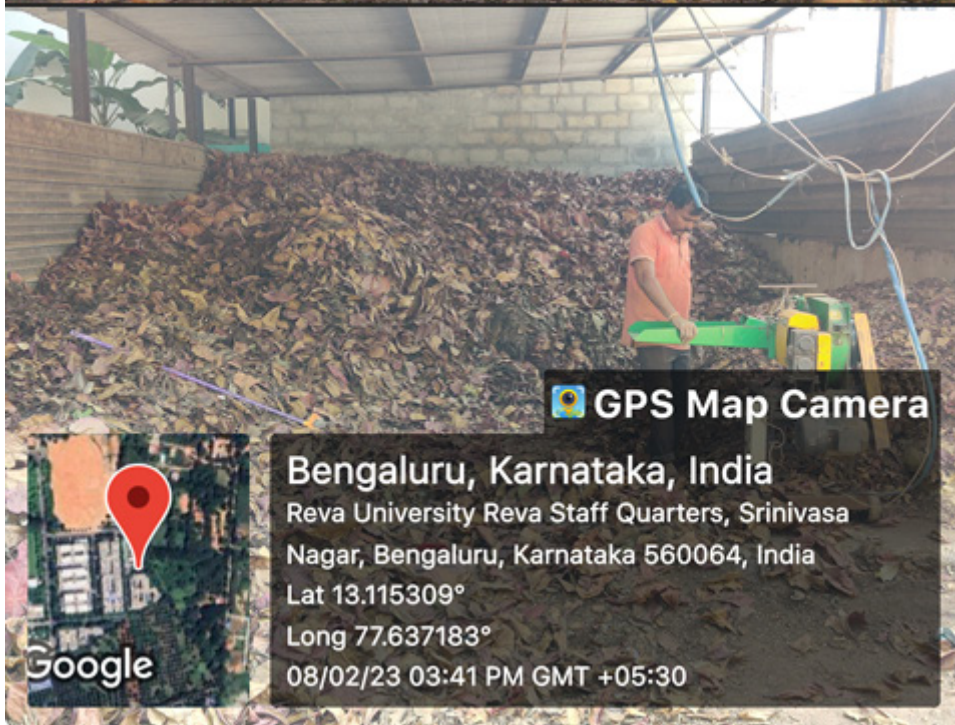 GPS Map Camera
Bengaluru, Karnataka, India
Reva University Reva Staff Quarters, Srinivasa
Nagar, Bengaluru, Karnataka 560064, India
Lat 13.115309°
Long 77.637183°
08/02/23 03:41 PM GMT +05:30
Google